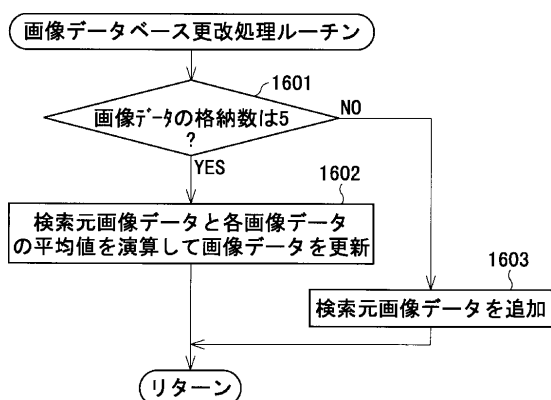 画像データベース更改処理ルーチン
1601
画像ﾃﾞｰﾀの格納数は5
?
NO
YES
1602
検索元画像データと各画像データ
の平均値を演算して画像データを更新
1603
検索元画像データを追加
リターン